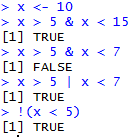 > x <- 10
> x > 5 & x < 15
[1] TRUE
> x > 5 & x < 7
[1] FALSE
> x > 5 | x < 7
[1] TRUE
> !(x < 5)
[1] TRUE